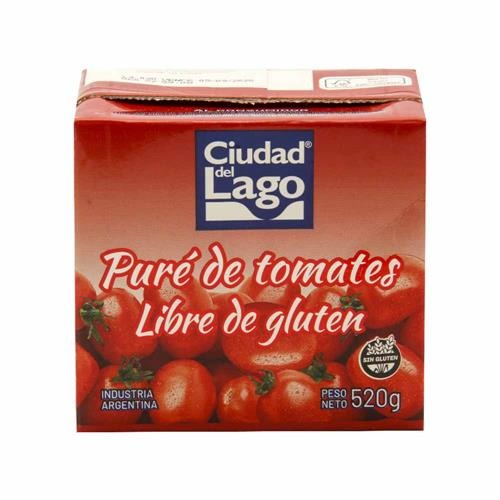 Ciudad
del
Lago
Puré de tomates
Libre de gluten
SIN GLUTEN
INDUSTRIA
ARGENTINA
PESO
NETO 520g